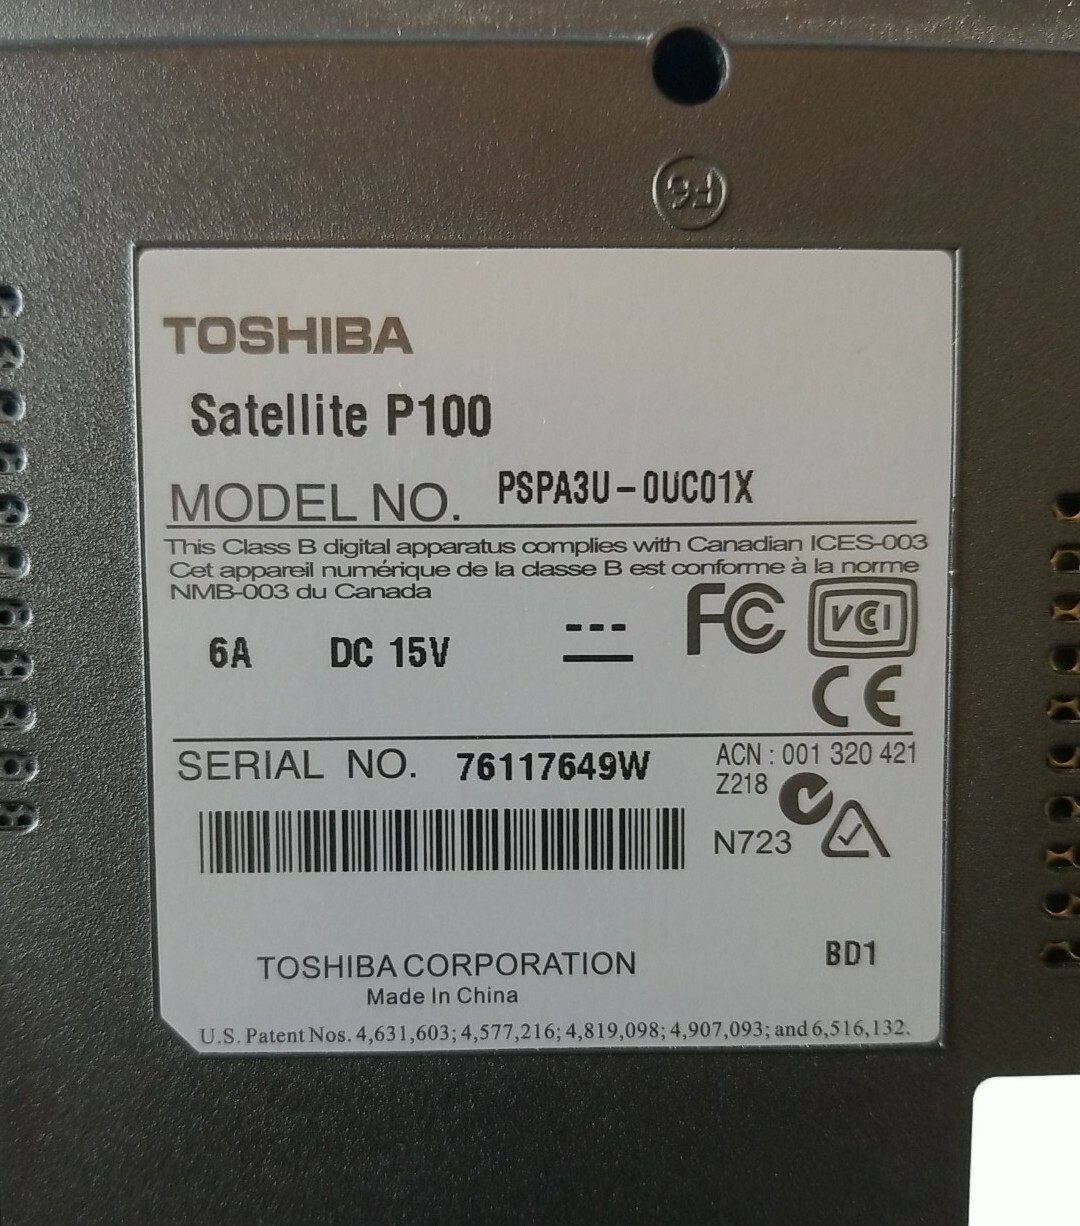 F6
TOSHIBA
Satellite P100
MODEL NO. PSPA3U-0UC01X
This Class B digital apparatus complies with Canadian ICES-003
Cet appareil numérique de la classe B est conforme à la norme
NMB-003 du Canada
FC VCI
6A DC 15V
CE
SERIAL NO. 76117649W
ACN : 001 320 421
Z218
N723
BD1
TOSHIBA CORPORATION
Made In China
U.S. Patent Nos. 4,631,603; 4,577,216; 4,819,098; 4,907,093; and 6,516,132.